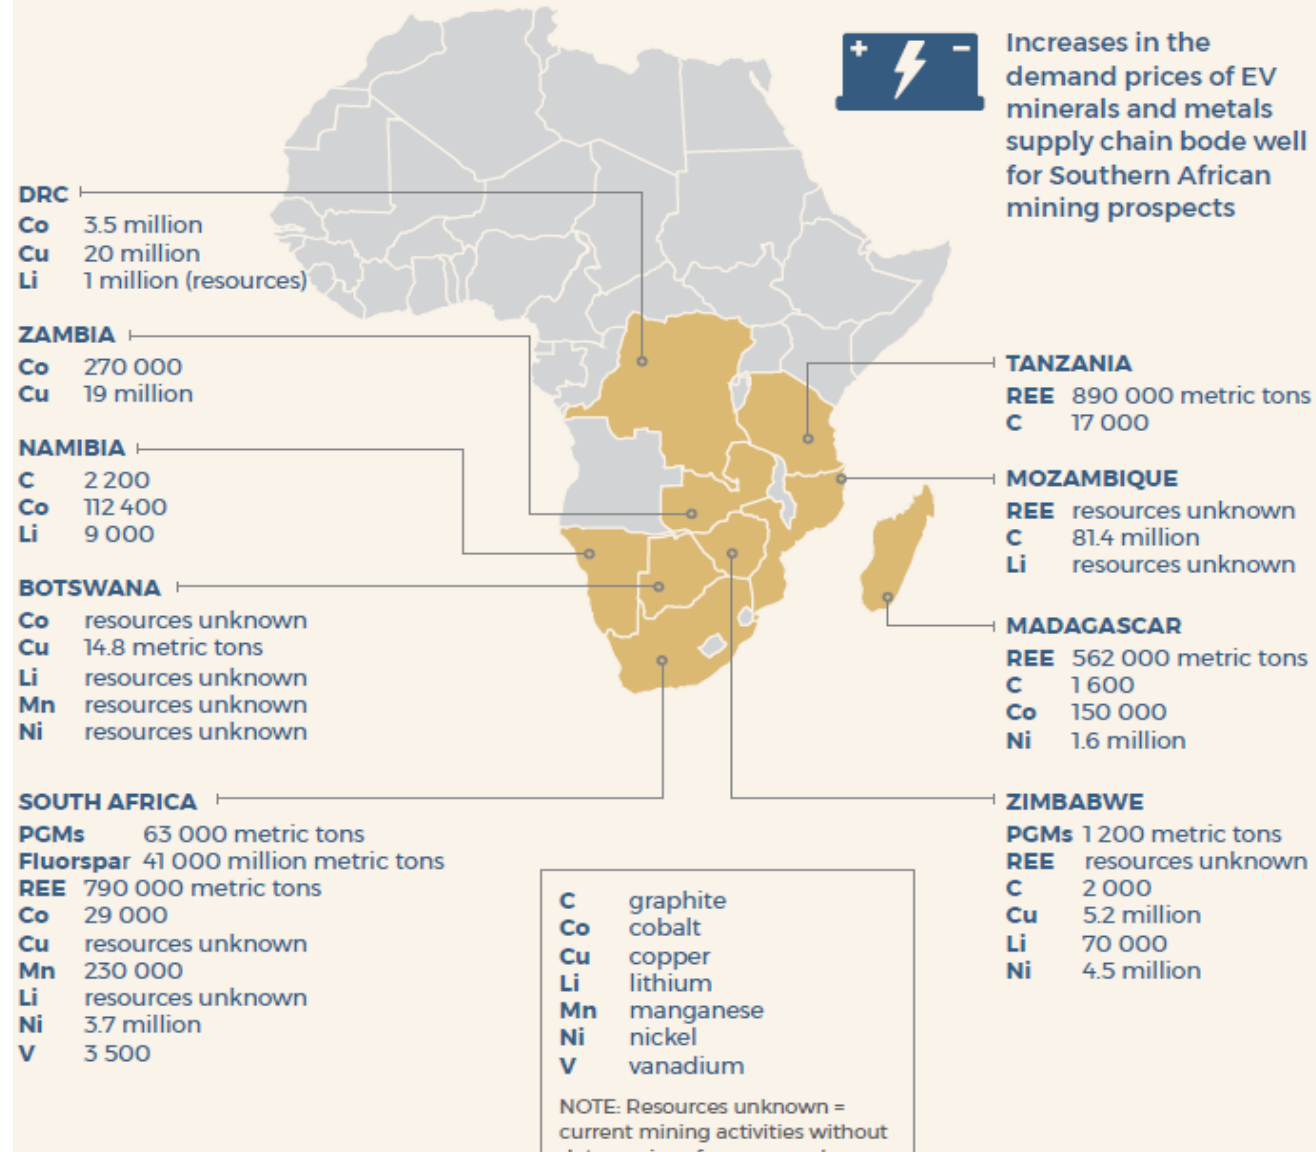 Increases in the
demand prices of EV
minerals and metals
supply chain bode well
for Southern African
mining prospects
DRC
Co 3.5 million
Cu 20 million
Li 1 million (resources)
ZAMBIA
Co 270 000
Cu 19 million
NAMIBIA
C 2 200
Co 112 400
Li 9 000
BOTSWANA
Co resources unknown
Cu 14.8 metric tons
Li resources unknown
Mn resources unknown
Ni resources unknown
SOUTH AFRICA
PGMs 63 000 metric tons
Fluorspar 41 000 million metric tons
REE 790 000 metric tons
Co 29 000
Cu resources unknown
Mn 230 000
Li resources unknown
Ni 3.7 million
V 3 500
TANZANIA
REE 890 000 metric tons
C 17 000
MOZAMBIQUE
REE resources unknown
C 81.4 million
Li resources unknown
MADAGASCAR
REE 562 000 metric tons
C 1 600
Co 150 000
Ni 1.6 million
ZIMBABWE
PGMs 1 200 metric tons
REE resources unknown
C 2 000
Cu 5.2 million
Li 70 000
Ni 4.5 million
C graphite
Co cobalt
Cu copper
Li lithium
Mn manganese
Ni nickel
V vanadium
NOTE: Resources unknown =
current mining activities without